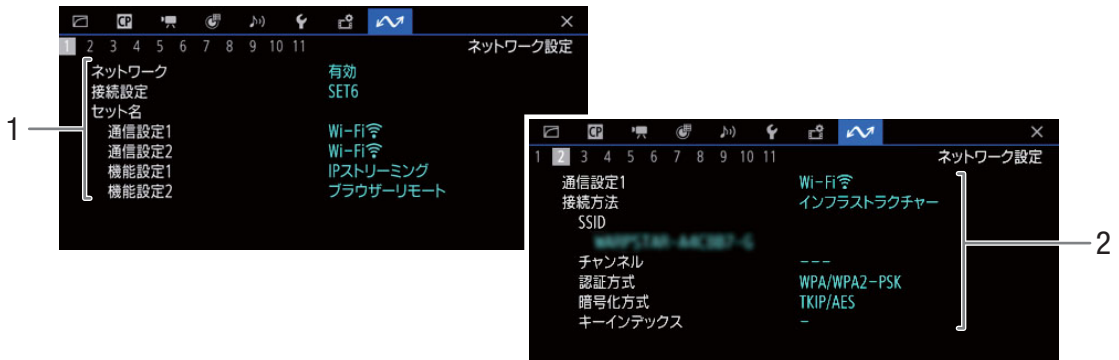 CP
1 2 3 4 5 6 7 8 9 10 11 ネットワーク設定
ネットワーク 有効
接続設定 SET6
セット名
通信設定1 Wi-Fi
通信設定2 Wi-Fi
機能設定1 IPストリーミング
機能設定2 ブラウザーリモート
1
CP
1 2 3 4 5 6 7 8 9 10 11 ネットワーク設定
通信設定1 Wi-Fi
接続方法 インフラストラクチャー
SSID
チャンネル ---
認証方式 WPA/WPA2-PSK
暗号化方式 TKIP/AES
キーインデックス -
2